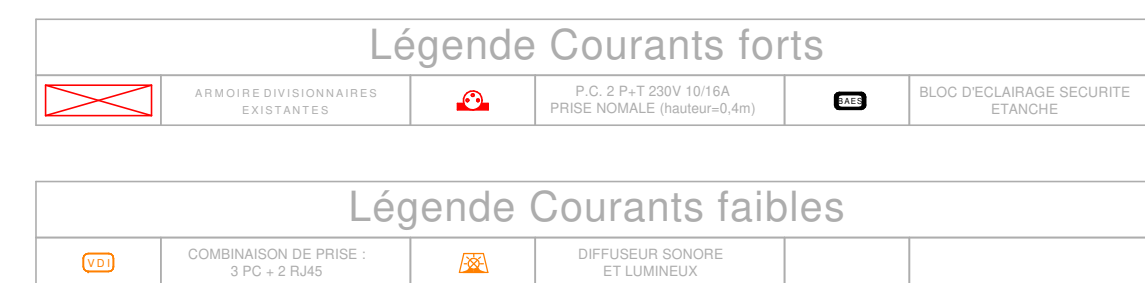 Légende Courants forts
ARMOIRE DIVISIONNAIRES
EXISTANTES
P.C. 2 P+T 230V 10/16A
PRISE NOMALE (hauteur=0,4m)
BAES
BLOC D'ECLAIRAGE SECURITE
ETANCHE
Légende Courants faibles
VDI
COMBINAISON DE PRISE :
3 PC + 2 RJ45
DIFFUSEUR SONORE
ET LUMINEUX